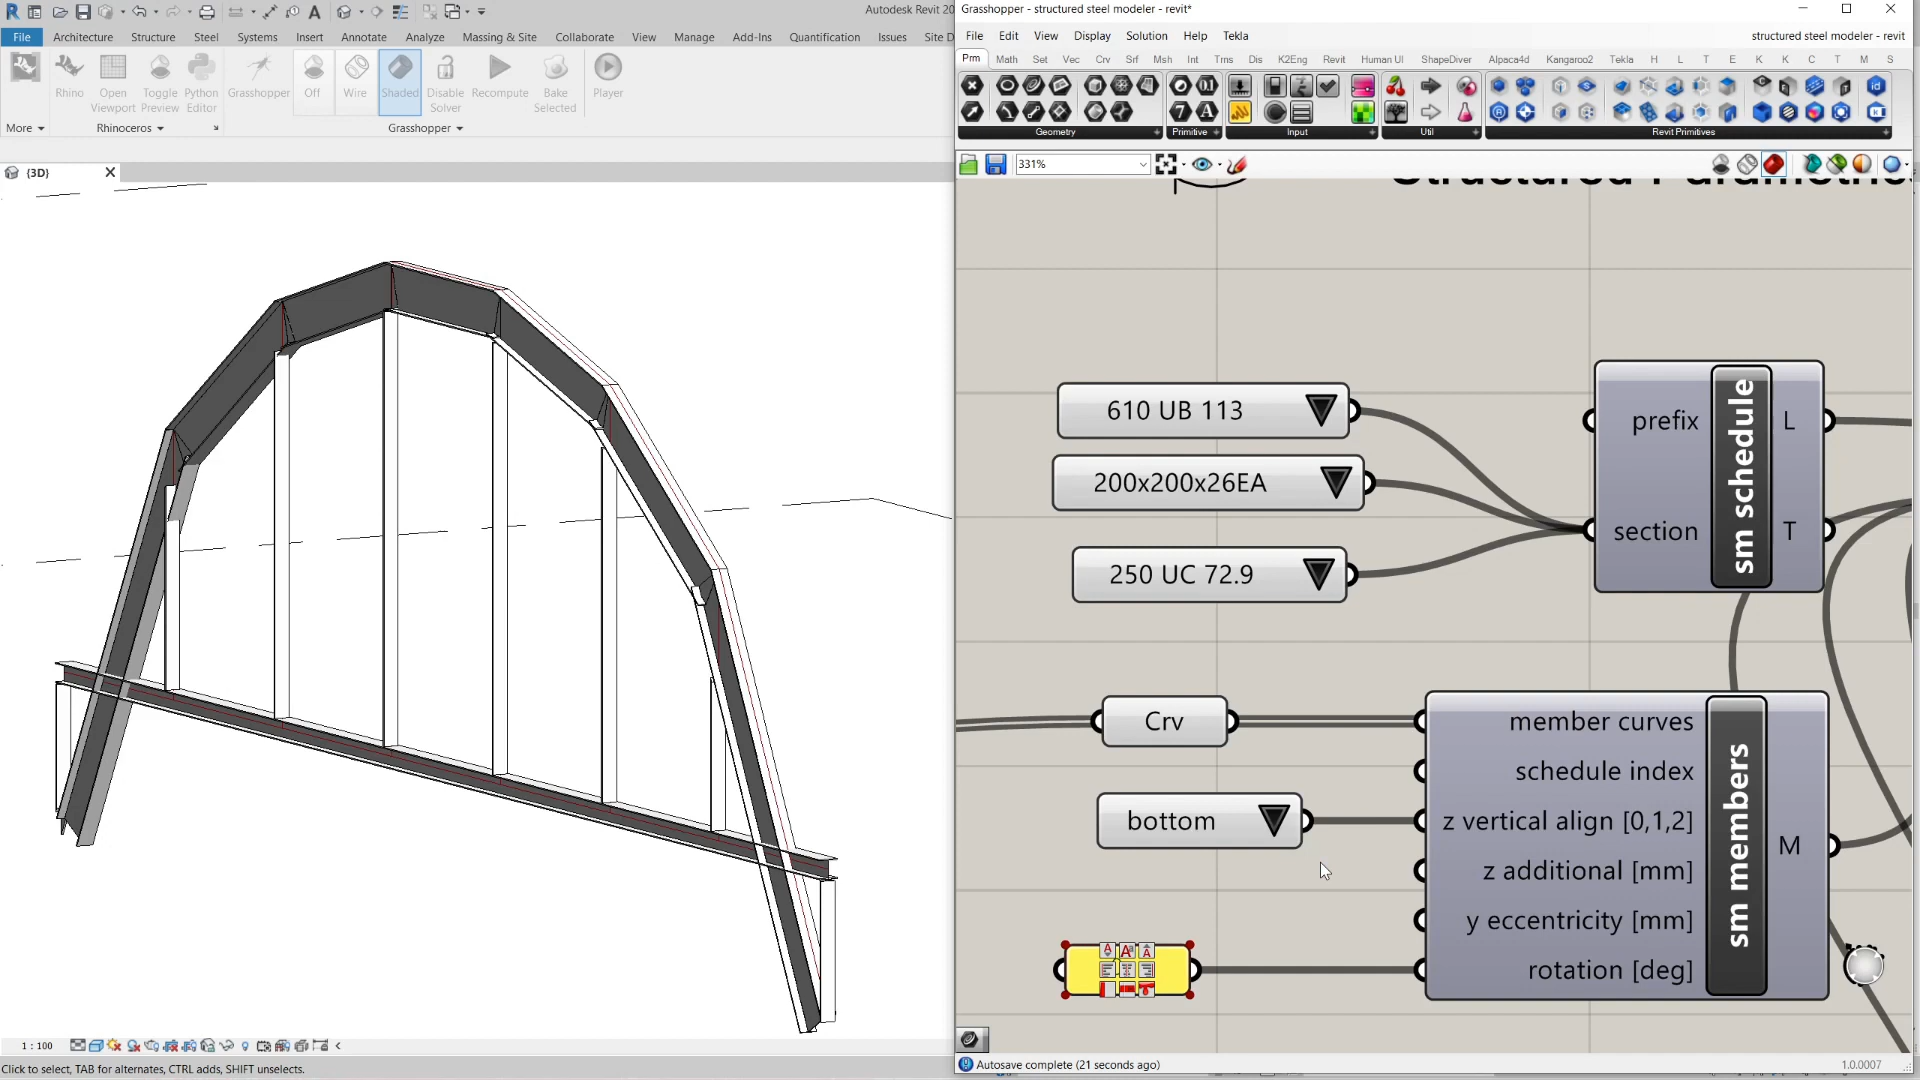 Autodesk Revit 20
File
Architecture
Structure
Steel
Systems
Insert
Annotate
Analyze
Massing & Site
Collaborate
View
Manage
Add-Ins
Quantification
Issues
Site D
Rhino
Open
Viewport
Toggle
Preview
Python
Editor
Grasshopper
Off
Wire
Shaded
Disable
Solver
Recompute
Bake
Selected
Player
More
Rhinoceros
Grasshopper
{3D}
1 : 100
Click to select, TAB for alternates, CTRL adds, SHIFT unselects.
Grasshopper - structured steel modeler - revit*
File Edit View Display Solution Help Tekla
structured steel modeler - revit
Prm Math Set Vec Crv Srf Msh Int Trns Dis K2Eng Revit Human UI ShapeDiver Alpaca4d Kangaroo2 Tekla H L T E K K C T M S
Geometry
Primitive
Input
Util
Revit Primitives
331%
610 UB 113
200x200x26EA
250 UC 72.9
prefix
section
sm schedule
L
T
Crv
bottom
member curves
schedule index
z vertical align [0,1,2]
z additional [mm]
y eccentricity [mm]
rotation [deg]
sm members
M
Autosave complete (21 seconds ago)
1.0.0007